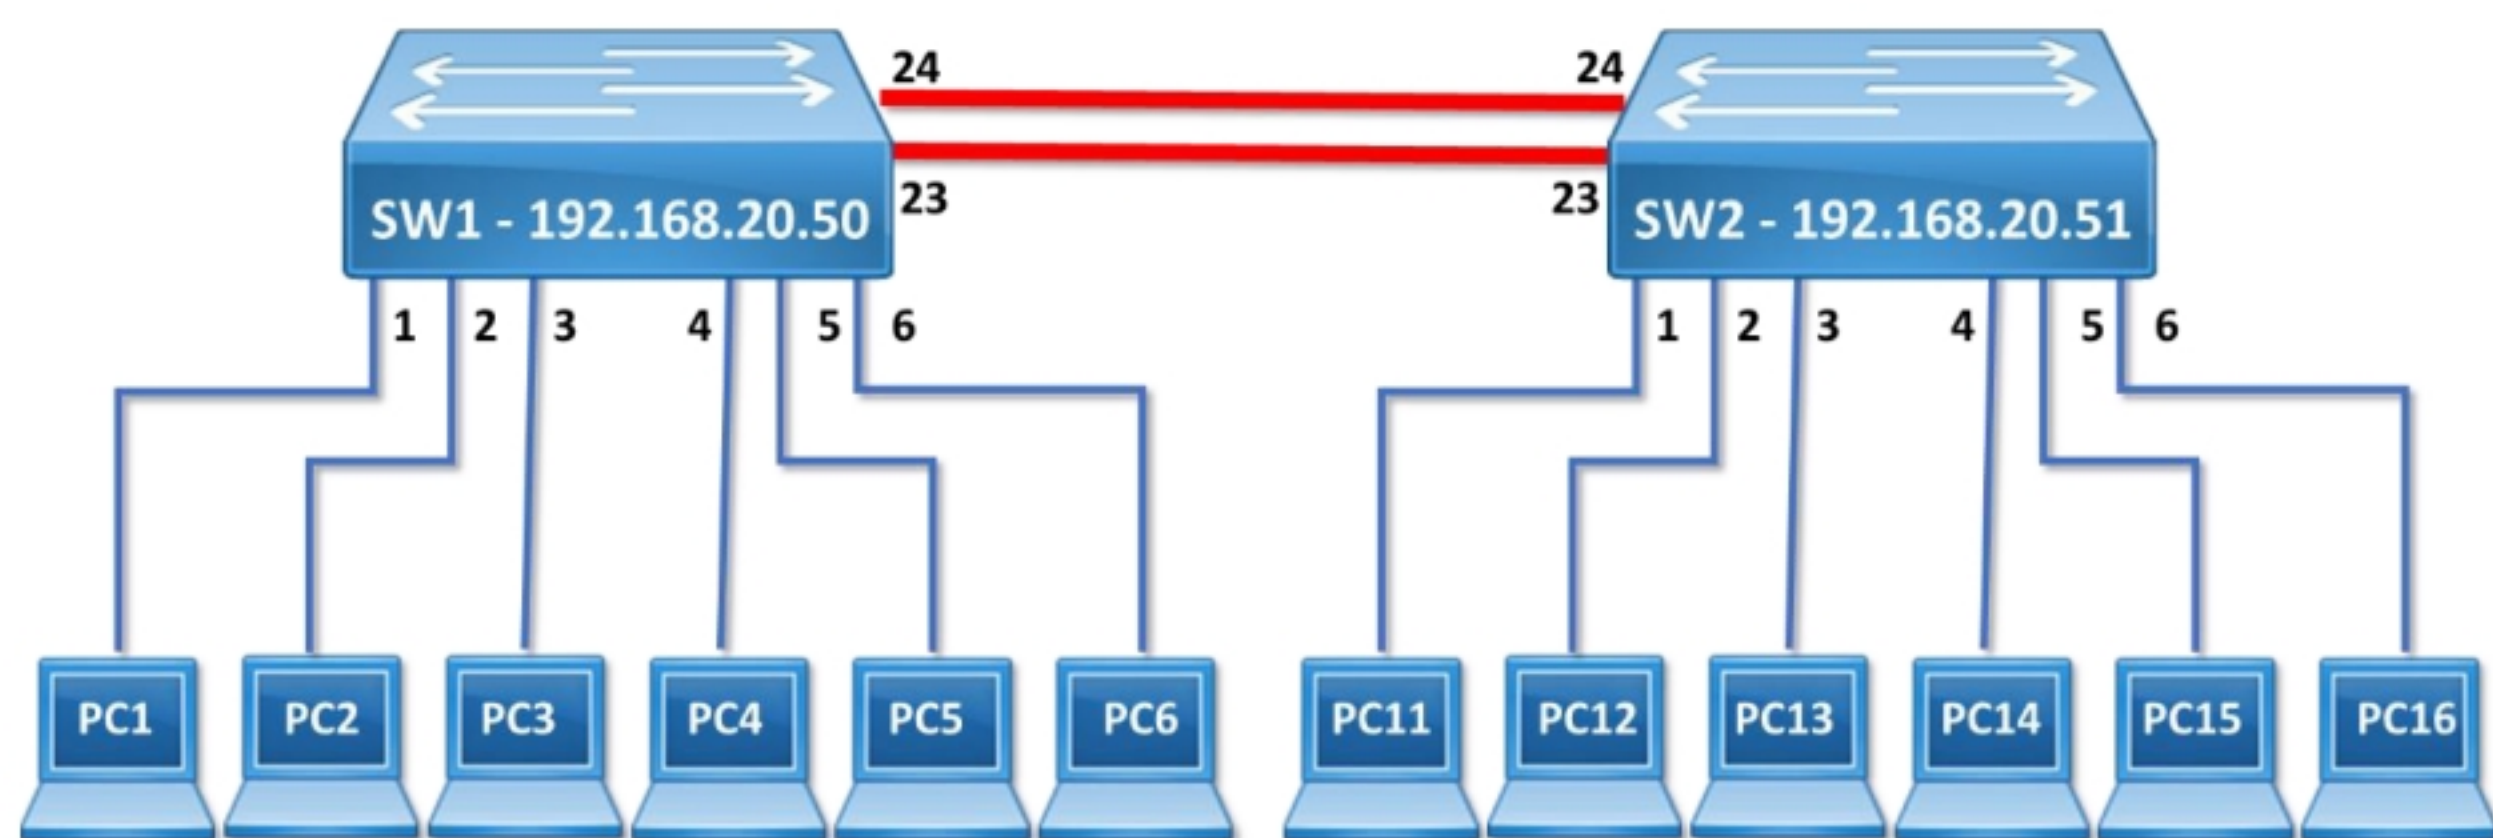 24 24
23 23
SW1 - 192.168.20.50 SW2 - 192.168.20.51
1 2 3 4 5 6 1 2 3 4 5 6
PC1 PC2 PC3 PC4 PC5 PC6 PC11 PC12 PC13 PC14 PC15 PC16